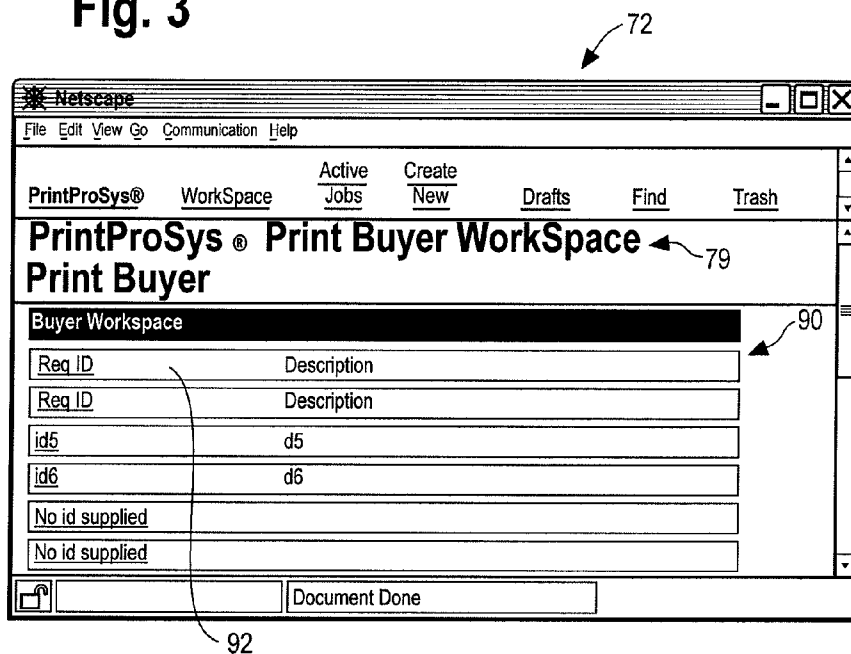 Fig. 3
72
Netscape
File Edit View Go Communication Help
PrintProSys® WorkSpace Active Jobs Create New Drafts Find Trash
PrintProSys ® Print Buyer WorkSpace
79
Print Buyer
Buyer Workspace
90
Req ID Description
Req ID Description
id5 d5
id6 d6
No id supplied
No id supplied
Document Done
92